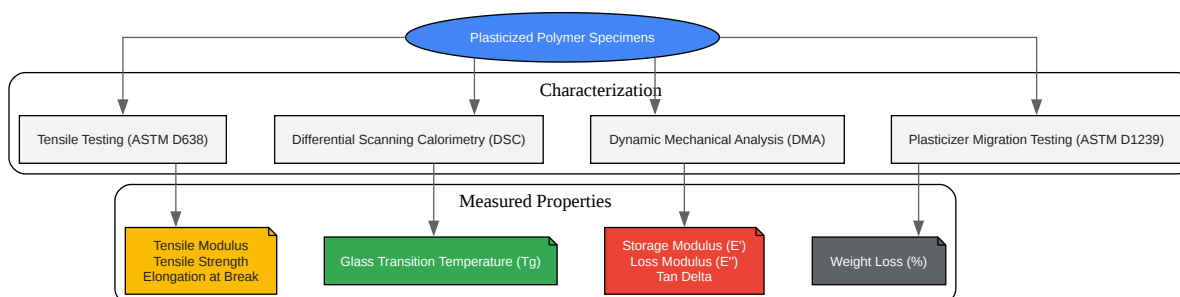 Plasticized Polymer Specimens
Characterization
Tensile Testing (ASTM D638)
Differential Scanning Calorimetry (DSC)
Dynamic Mechanical Analysis (DMA)
Plasticizer Migration Testing (ASTM D1239)
Measured Properties
Tensile Modulus
Tensile Strength
Elongation at Break
Glass Transition Temperature (Tg)
Storage Modulus (E')
Loss Modulus (E")
Tan Delta
Weight Loss (%)